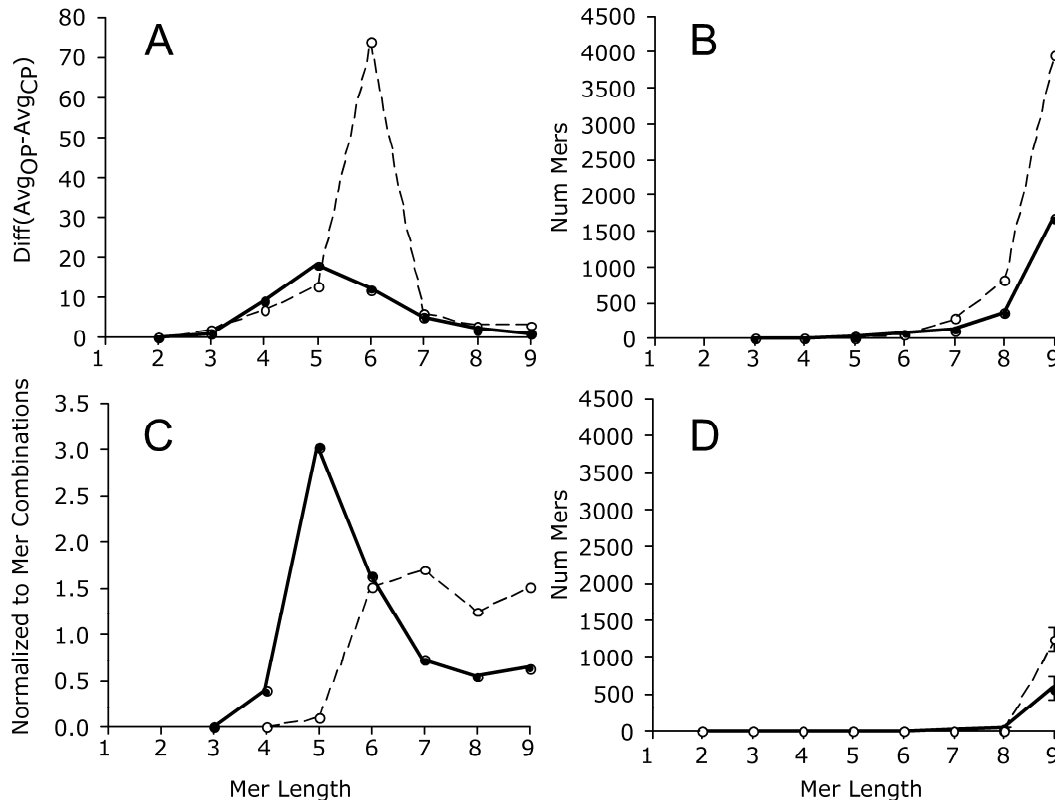 A
Diff(AvgOP-AvgCP)
80
70
60
50
40
30
20
10
0
1 2 3 4 5 6 7 8 9
B
Num Mers
4500
4000
3500
3000
2500
2000
1500
1000
500
0
1 2 3 4 5 6 7 8 9
C
Normalized to Mer Combinations
3.5
3.0
2.5
2.0
1.5
1.0
0.5
0.0
1 2 3 4 5 6 7 8 9
Mer Length
D
Num Mers
4500
4000
3500
3000
2500
2000
1500
1000
500
0
1 2 3 4 5 6 7 8 9
Mer Length